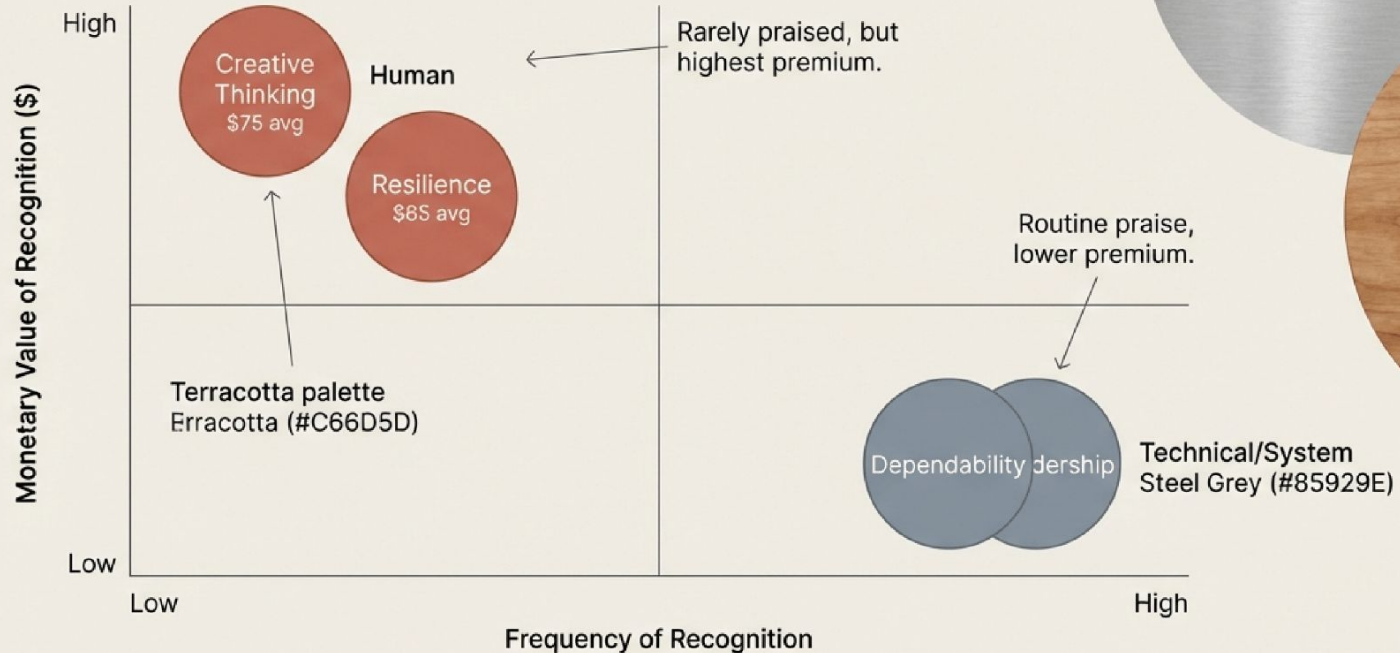 High
Creative
Thinking
$75 avg
Human
Rarely praised, but
highest premium.
Resilience
$65 avg
Routine praise,
lower premium.
Monetary Value of Recognition ($)
Terracotta palette
Erracotta (#C66D5D)
Dependability
dership
Technical/System
Steel Grey (#85929E)
Low
Low
High
Frequency of Recognition